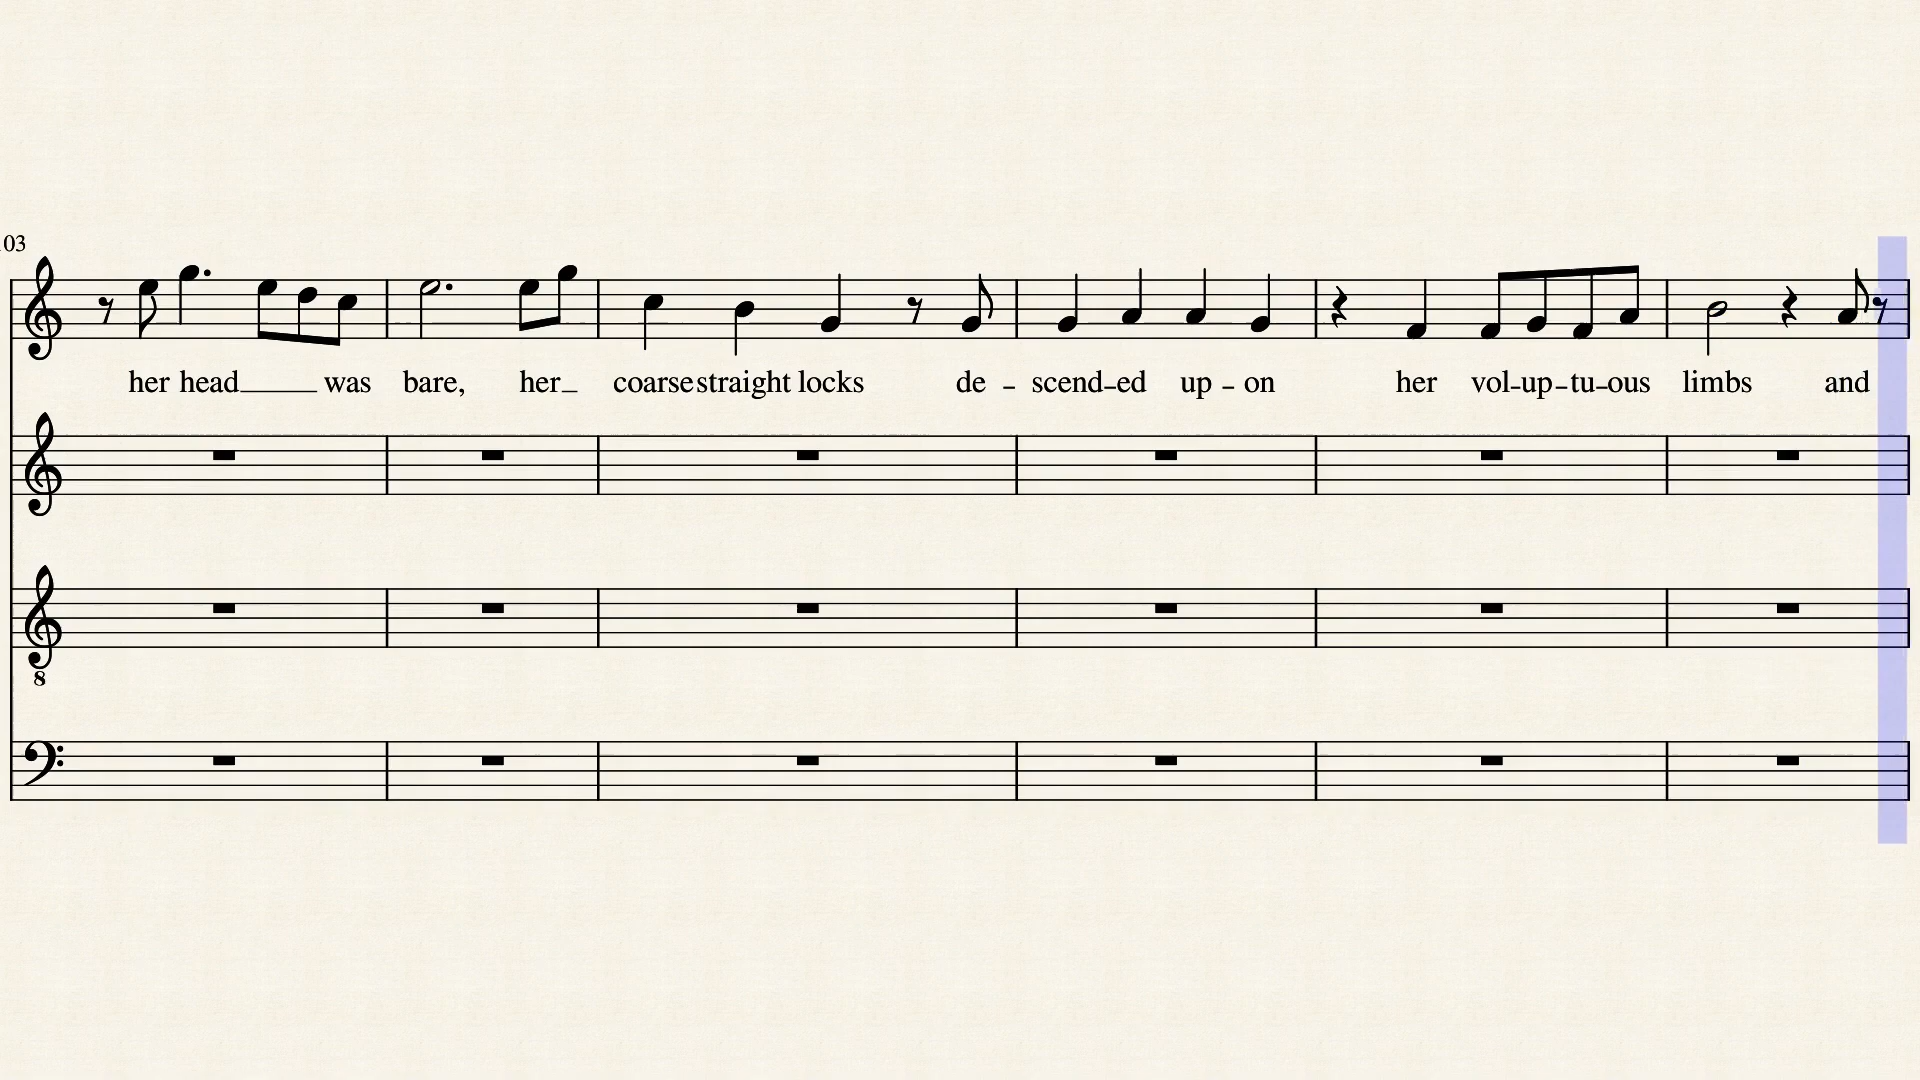 03
her head was bare, her coarse straight locks de - scend - ed up - on her vol - up - tu - ous limbs and
8